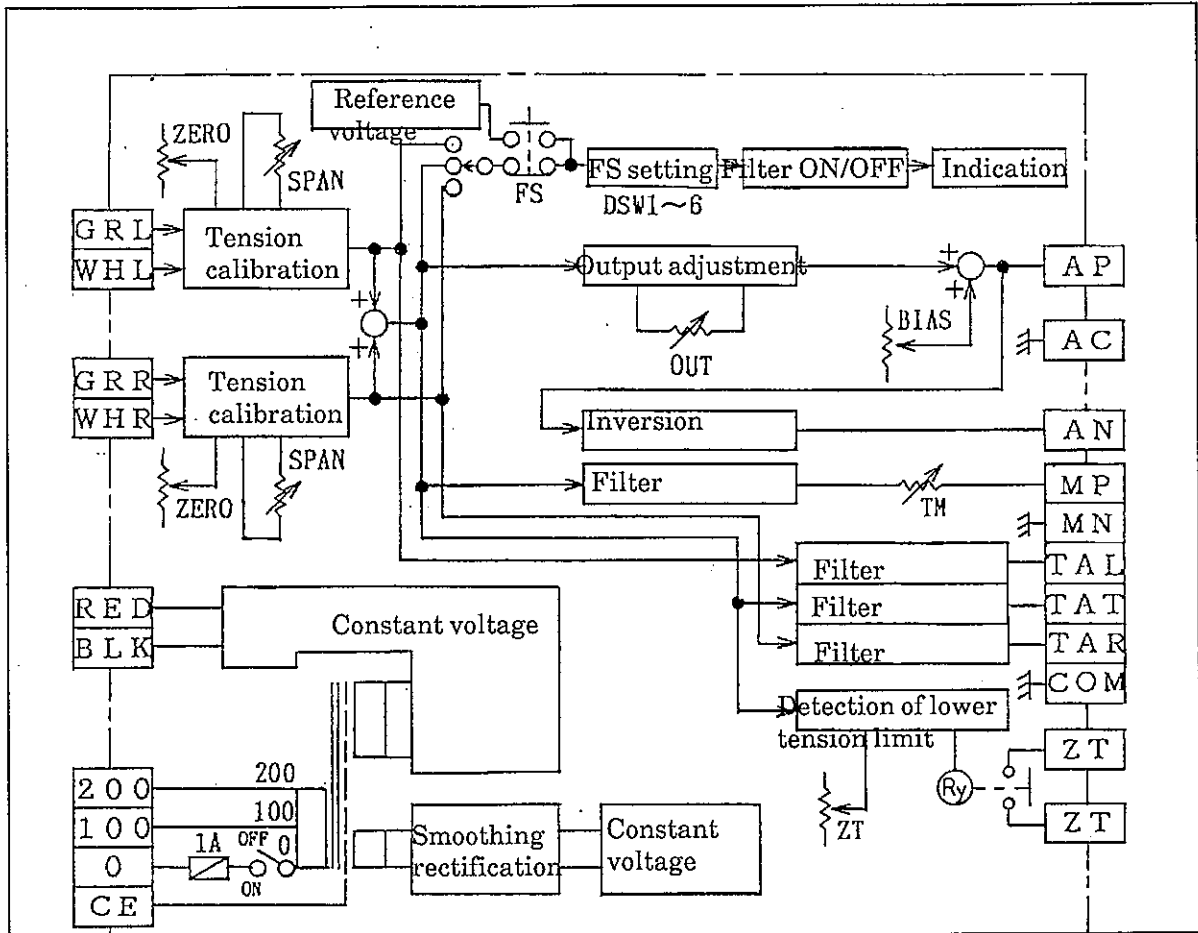 Reference
voltage
ZERO
SPAN
FS
FS setting
DSW1~6
Filter ON/OFF
Indication
GRL
WHL
Tension
calibration
+
+
Output adjustment
OUT
+
+
BIAS
AP
AC
GRR
WHR
Tension
calibration
SPAN
ZERO
Inversion
AN
Filter
TM
MP
MN
Filter
TAL
Filter
TAT
Filter
TAR
COM
RED
BLK
Constant voltage
Detection of lower
tension limit
ZT
Ry
ZT
ZT
200
200
100
100
0
1A
OFF
0
ON
CE
Smoothing
rectification
Constant
voltage